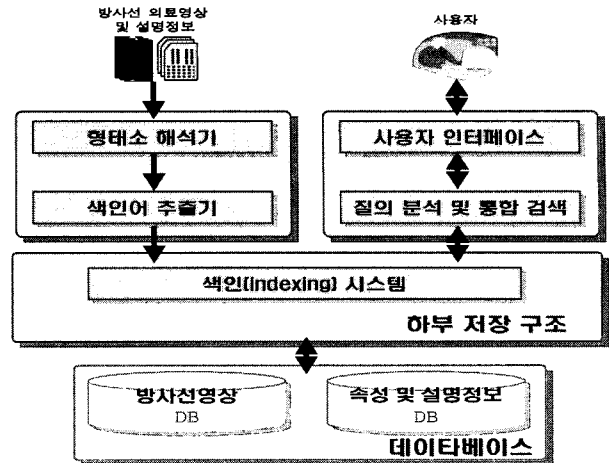 방사선 의료영상
및 설명정보
사용자
형태소 해석기
사용자 인터페이스
색인어 추출기
질의 분석 및 통합 검색
색인(indexing) 시스템
하부 저장 구조
방사선영상
DB
속성 및 설명정보
DB
데이타베이스